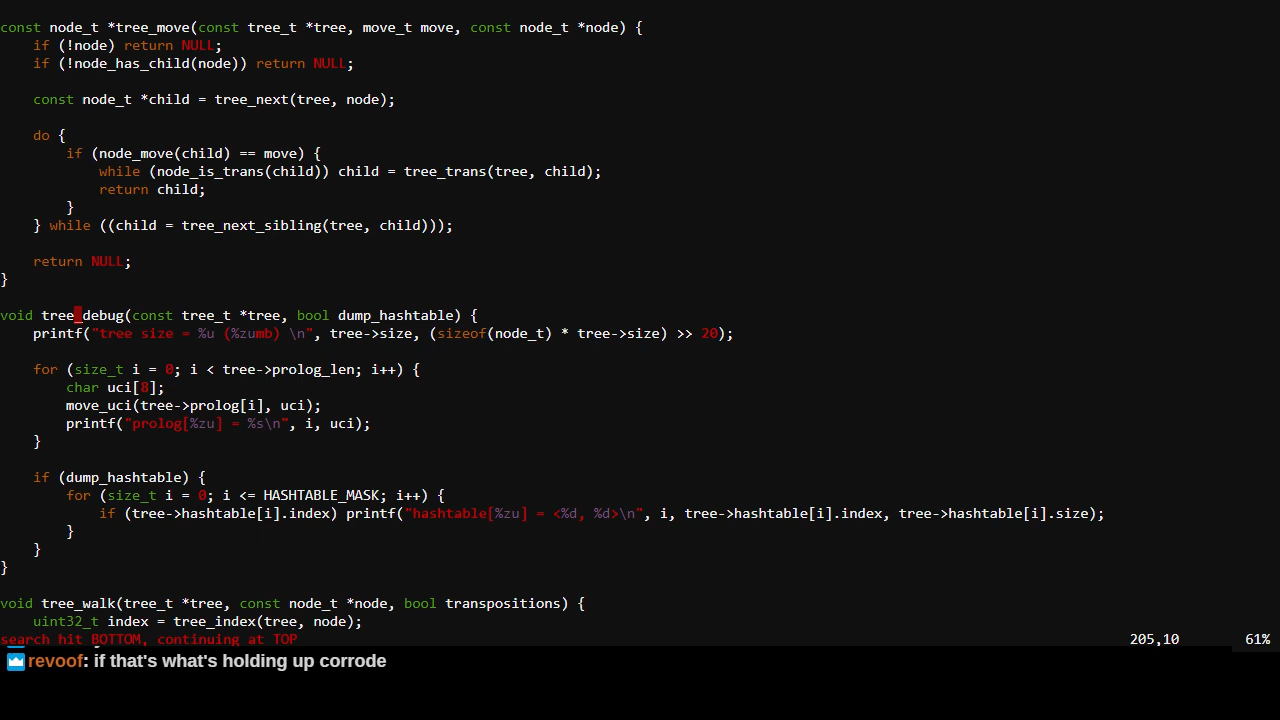 const node_t *tree_move(const tree_t *tree, move_t move, const node_t *node) {
    if (!node) return NULL;
    if (!node_has_child(node)) return NULL;

    const node_t *child = tree_next(tree, node);

    do {
        if (node_move(child) == move) {
            while (node_is_trans(child)) child = tree_trans(tree, child);
            return child;
        }
    } while ((child = tree_next_sibling(tree, child)));

    return NULL;
}

void tree_debug(const tree_t *tree, bool dump_hashtable) {
    printf("tree size = %u (%zumb) \n", tree->size, (sizeof(node_t) * tree->size) >> 20);

    for (size_t i = 0; i < tree->prolog_len; i++) {
        char uci[8];
        move_uci(tree->prolog[i], uci);
        printf("prolog[%zu] = %s\n", i, uci);
    }

    if (dump_hashtable) {
        for (size_t i = 0; i <= HASHTABLE_MASK; i++) {
            if (tree->hashtable[i].index) printf("hashtable[%zu] = <%d, %d>\n", i, tree->hashtable[i].index, tree->hashtable[i].size);
        }
    }
}

void tree_walk(tree_t *tree, const node_t *node, bool transpositions) {
    uint32_t index = tree_index(tree, node);
search hit BOTTOM, continuing at TOP 205,10 61%
revoof: if that's what's holding up corrode